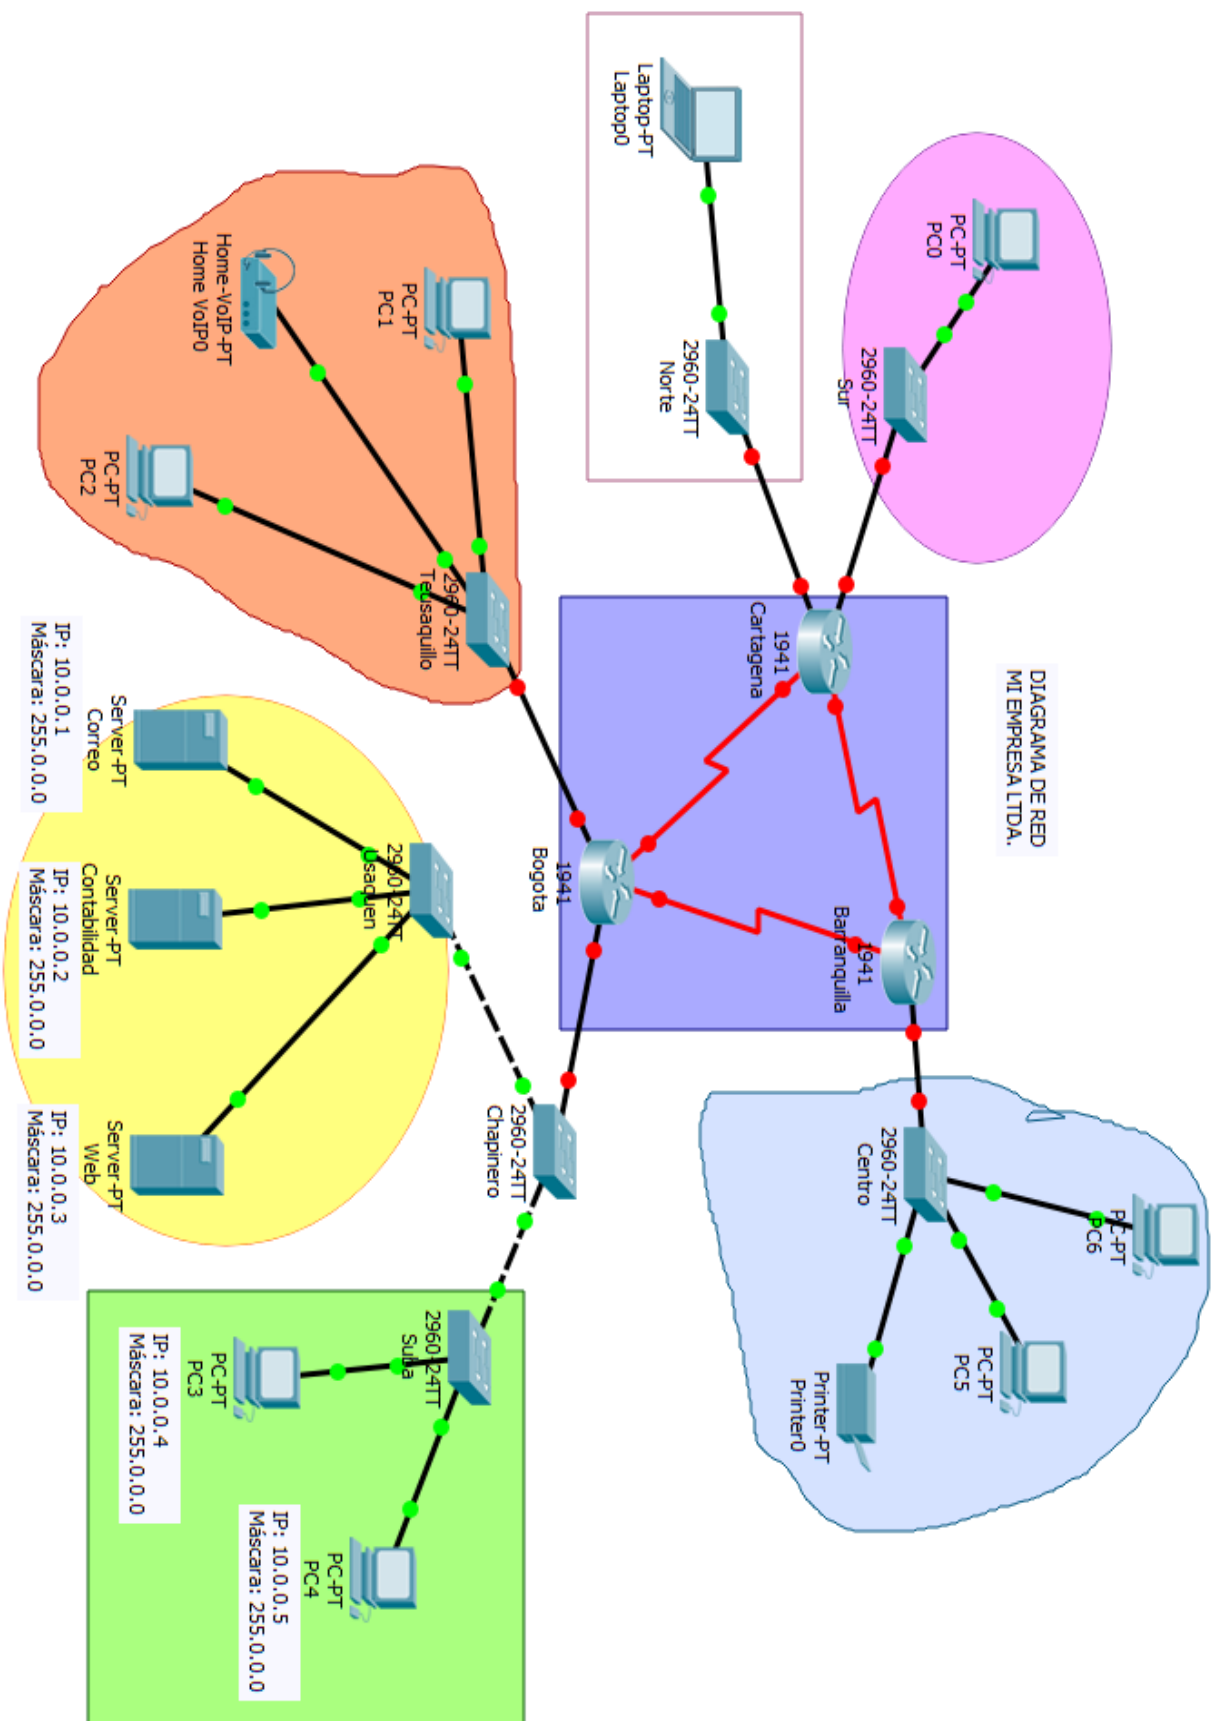 DIAGRAMA DE RED
MI EMPRESA LTDA.
PC-PT
PC0
2960-24TT
Sur
Laptop-PT
Laptop0
2960-24TT
Norte
1941
Cartagena
1941
Barranquilla
1941
Bogota
2960-24TT
Centro
PC-PT
PC6
PC-PT
PC5
Printer-PT
Printer0
PC-PT
PC1
Home-VoIP-PT
Home VoIP0
PC-PT
PC2
2960-24TT
Teusaquillo
2960-24TT
Usaquen
2960-24TT
Chapinero
2960-24TT
Suba
Server-PT
Correo
IP: 10.0.0.1
Máscara: 255.0.0.0
Server-PT
Contabilidad
IP: 10.0.0.2
Máscara: 255.0.0.0
Server-PT
Web
IP: 10.0.0.3
Máscara: 255.0.0.0
PC-PT
PC3
IP: 10.0.0.4
Máscara: 255.0.0.0
PC-PT
PC4
IP: 10.0.0.5
Máscara: 255.0.0.0